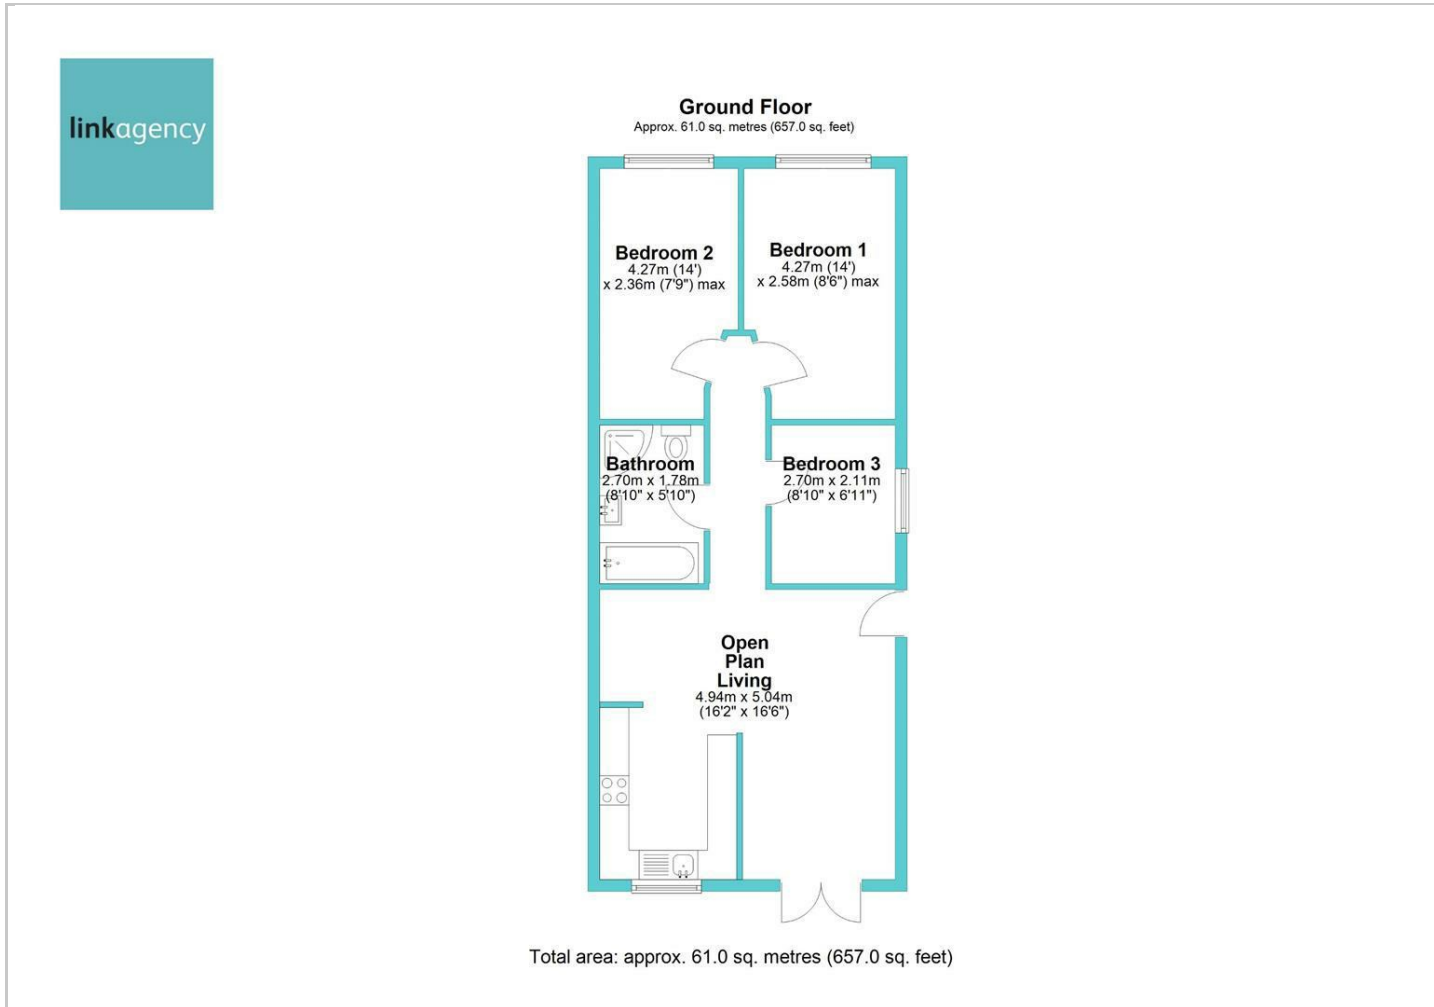 linkagency
Ground Floor
Approx. 61.0 sq. metres (657.0 sq. feet)
Bedroom 2
4.27m (14')
x 2.36m (7'9") max
Bedroom 1
4.27m (14')
x 2.58m (8'6") max
Bathroom
2.70m x 1.78m
(8'10" x 5'10")
Bedroom 3
2.70m x 2.11m
(8'10" x 6'11")
Open
Plan
Living
4.94m x 5.04m
(16'2" x 16'6")
Total area: approx. 61.0 sq. metres (657.0 sq. feet)